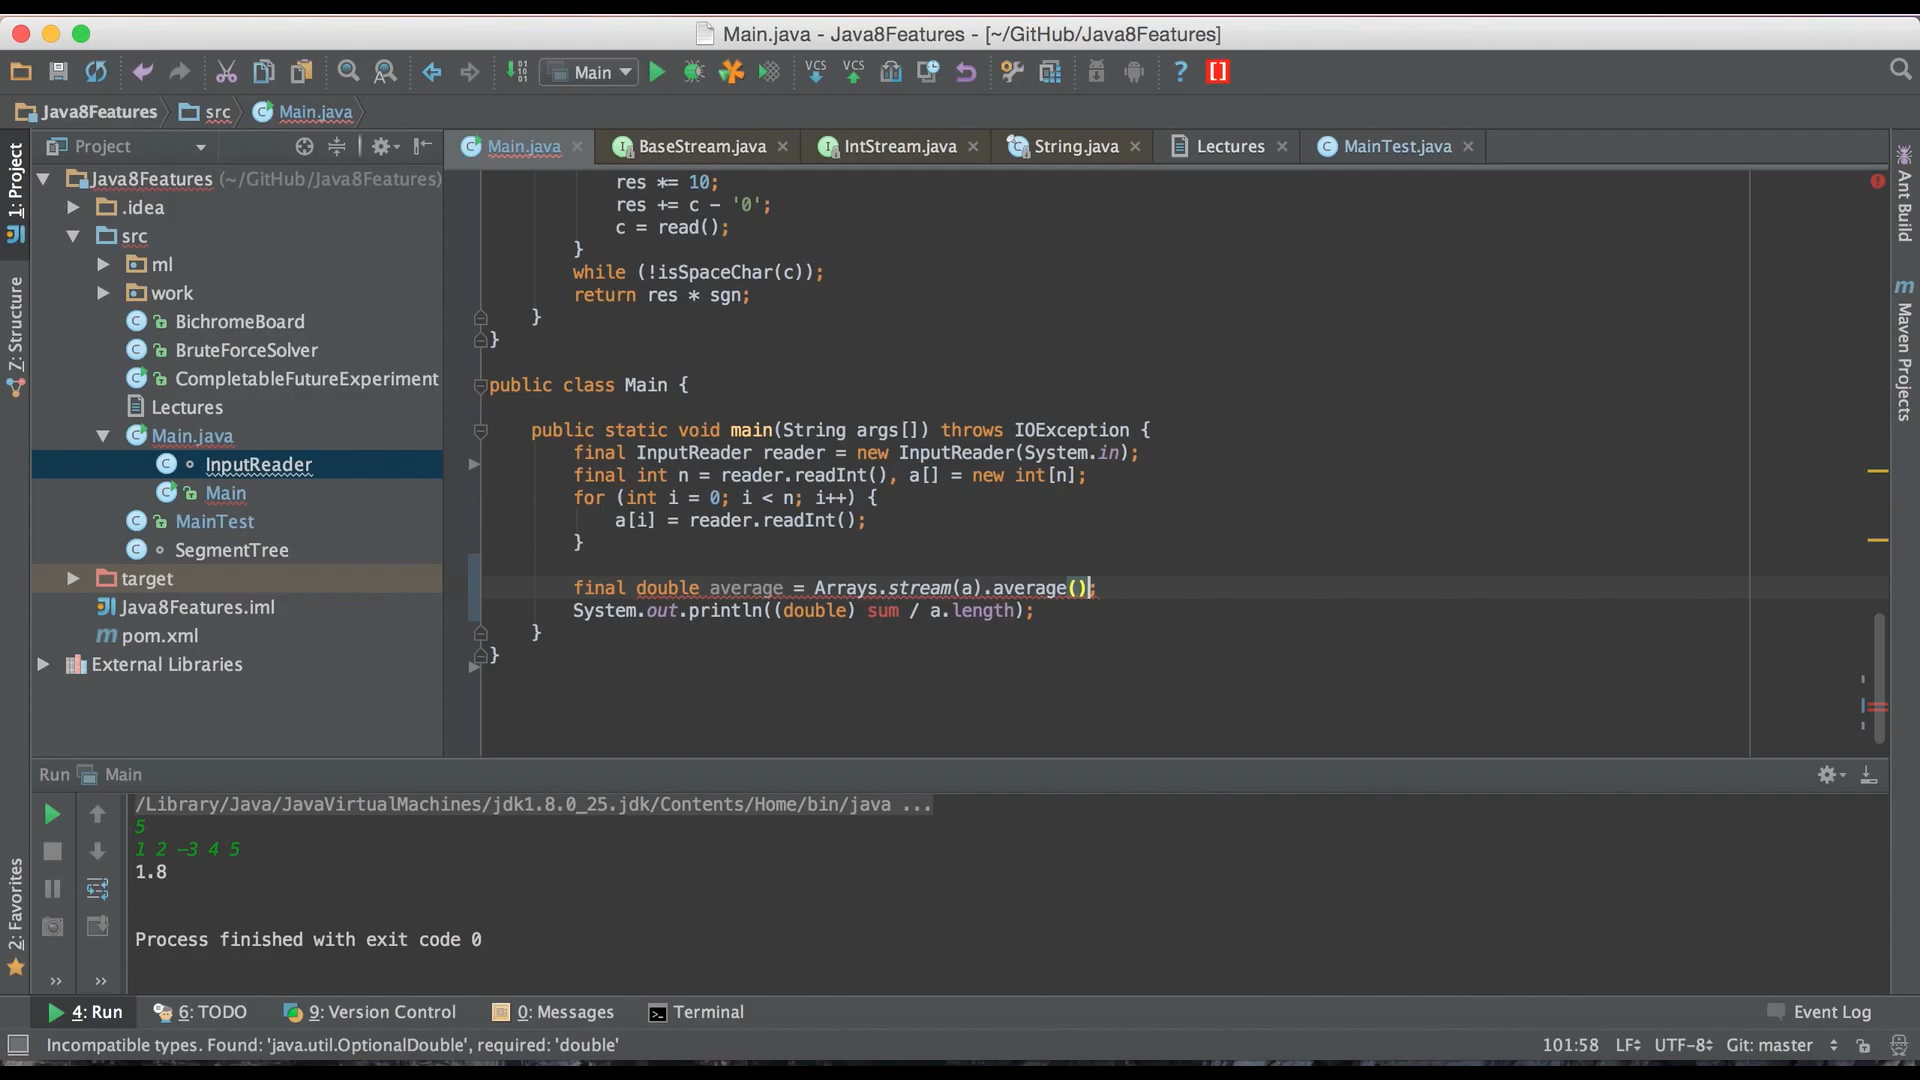 Main.java - Java8Features - [~/GitHub/Java8Features]
Main
VCS
VCS
?
Java8Features
src
Main.java
Project
Main.java
BaseStream.java
IntStream.java
String.java
Lectures
MainTest.java
1: Project
Z: Structure
2: Favorites
Java8Features (~/GitHub/Java8Features)
.idea
src
ml
work
BichromeBoard
BruteForceSolver
CompletableFutureExperiment
Lectures
Main.java
InputReader
Main
MainTest
SegmentTree
target
Java8Features.iml
pom.xml
External Libraries
res *= 10;
res += c - '0';
c = read();
}
while (!isSpaceChar(c));
return res * sgn;
}
}
public class Main {
public static void main(String args[]) throws IOException {
final InputReader reader = new InputReader(System.in);
final int n = reader.readInt(), a[] = new int[n];
for (int i = 0; i < n; i++) {
a[i] = reader.readInt();
}
final double average = Arrays.stream(a).average();
System.out.println((double) sum / a.length);
}
}
Ant Build
Maven Projects
Run Main
/Library/Java/JavaVirtualMachines/jdk1.8.0_25.jdk/Contents/Home/bin/java ...
5
1 2 -3 4 5
1.8
Process finished with exit code 0
4: Run
6: TODO
9: Version Control
0: Messages
Terminal
Event Log
Incompatible types. Found: 'java.util.OptionalDouble', required: 'double'
101:58
LF
UTF-8
Git: master